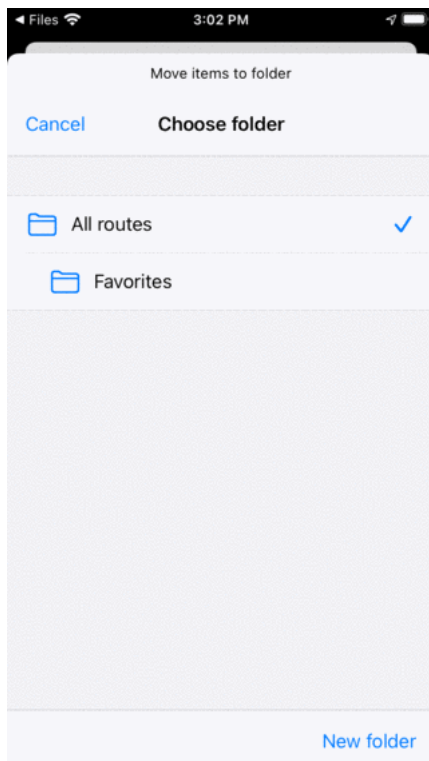 ◀ Files 3:02 PM
Move items to folder
Cancel Choose folder
All routes
Favorites
New folder